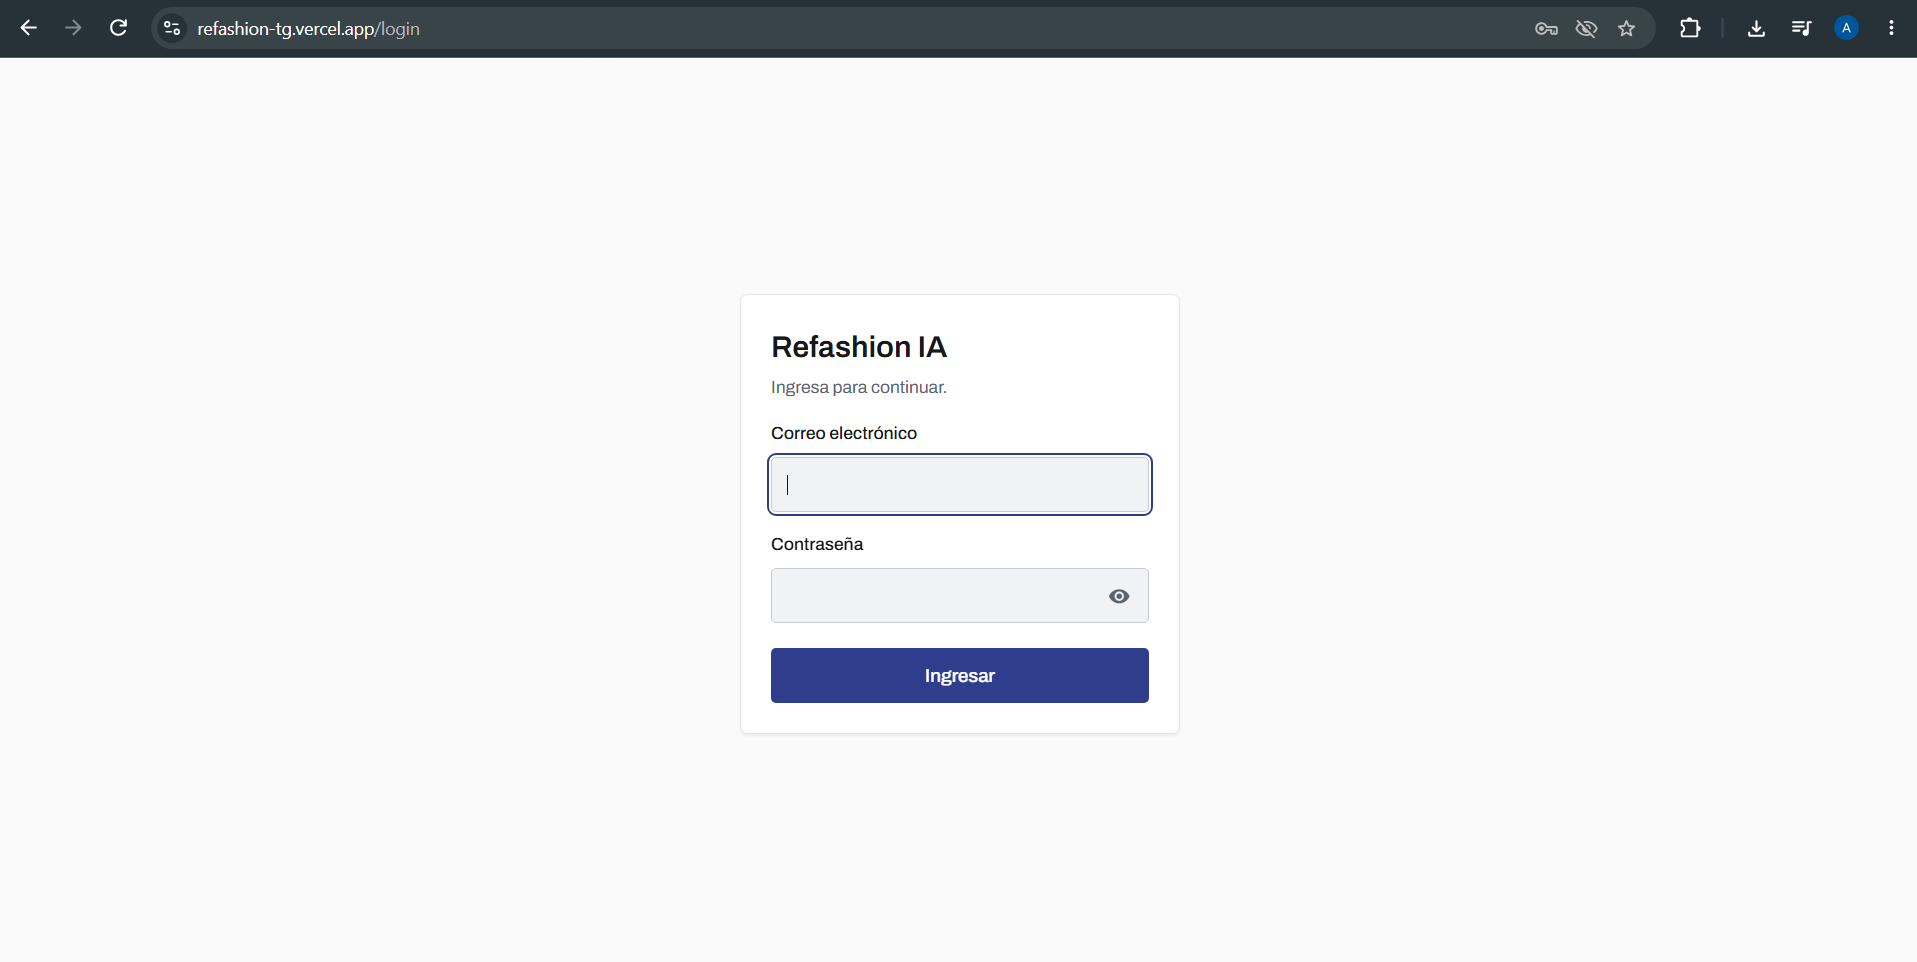 refashion-tg.vercel.app/login
A
Refashion IA
Ingresa para continuar.
Correo electrónico
Contraseña
Ingresar